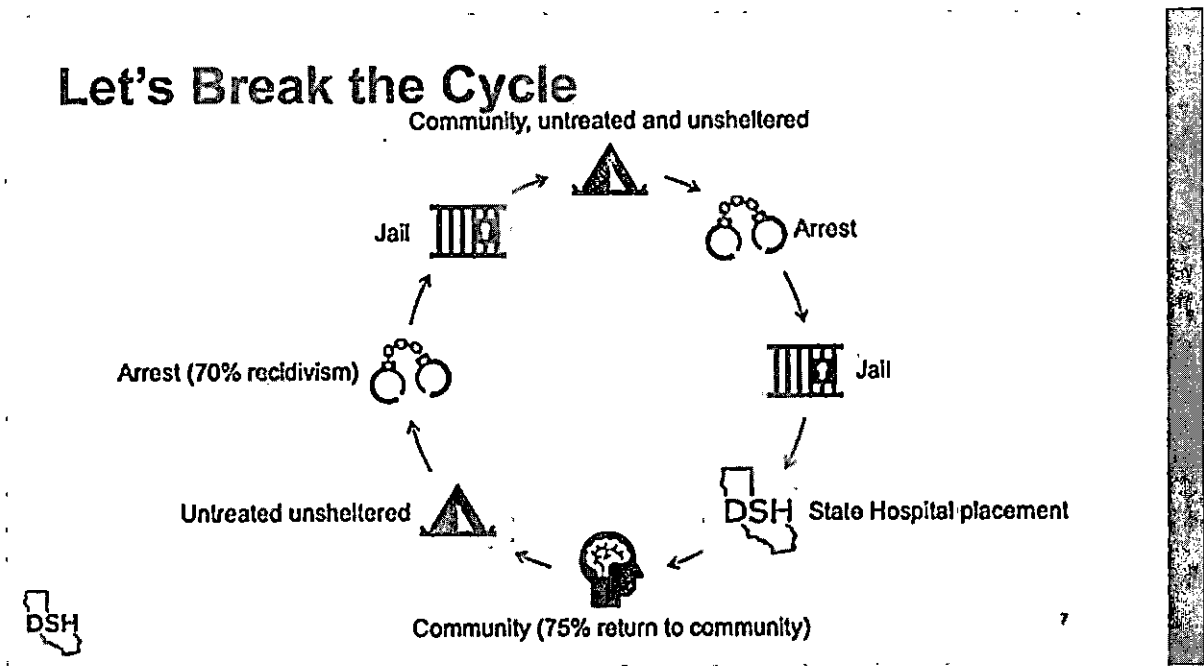 Let's Break the Cycle
Community, untreated and unsheltered
Arrest
Jail
State Hospital placement
DSH
Community (75% return to community)
Untreated unsheltered
Arrest (70% recidivism)
Jail
DSH
7